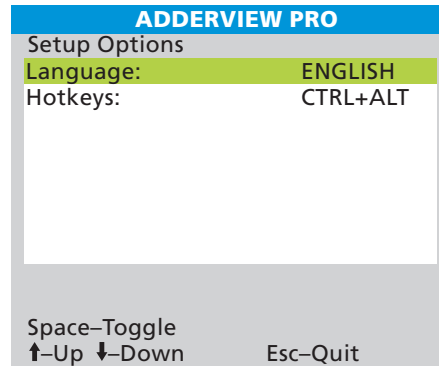 ADDERVIEW PRO
Setup Options
Language: ENGLISH
Hotkeys: CTRL+ALT
Space–Toggle
⬆–Up ⬇–Down Esc–Quit